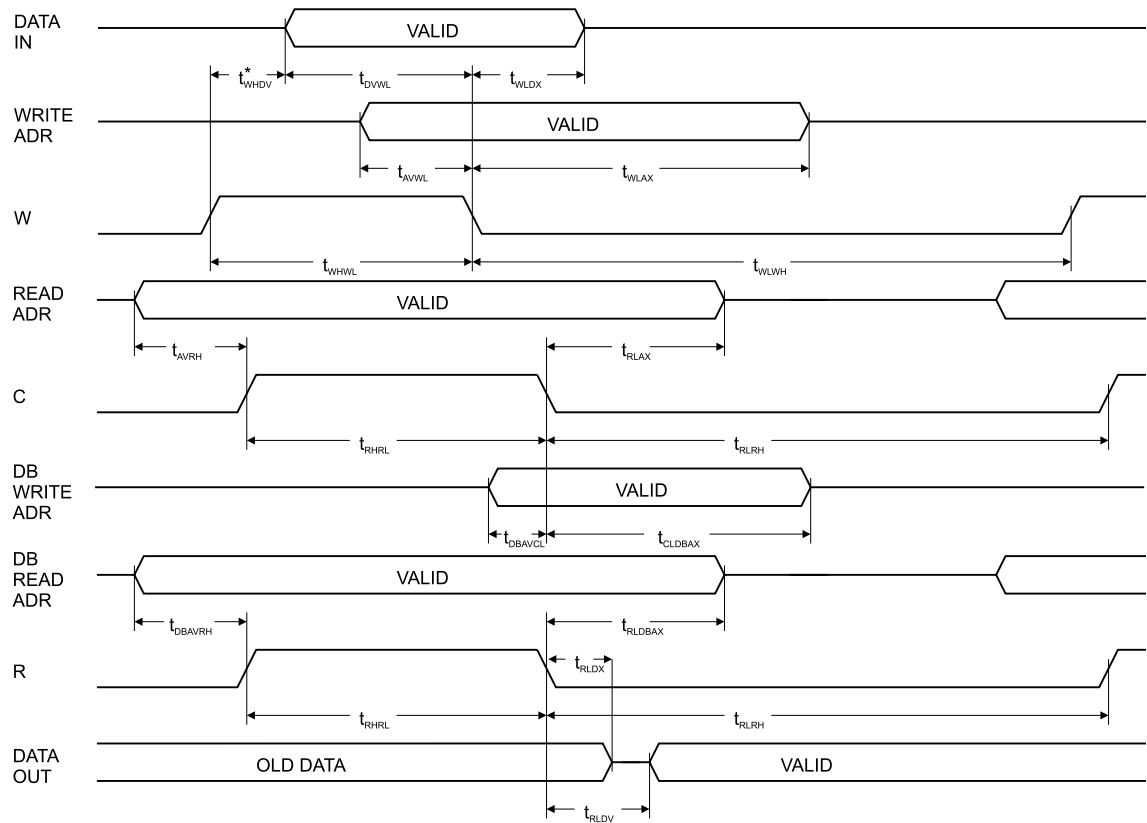 DATA
IN
VALID
t*WHDV
tDVWL
tWLDX
WRITE
ADR
VALID
tAVWL
tWLAX
W
tWHWL
tWLWH
READ
ADR
VALID
tAVRH
tRLAX
C
tRHRL
tRLRH
DB
WRITE
ADR
VALID
tDBAVCL
tCLDBAX
DB
READ
ADR
VALID
tDBAVRH
tRLDBAX
R
tRLDX
tRHRL
tRLRH
DATA
OUT
OLD DATA
VALID
tRLDV